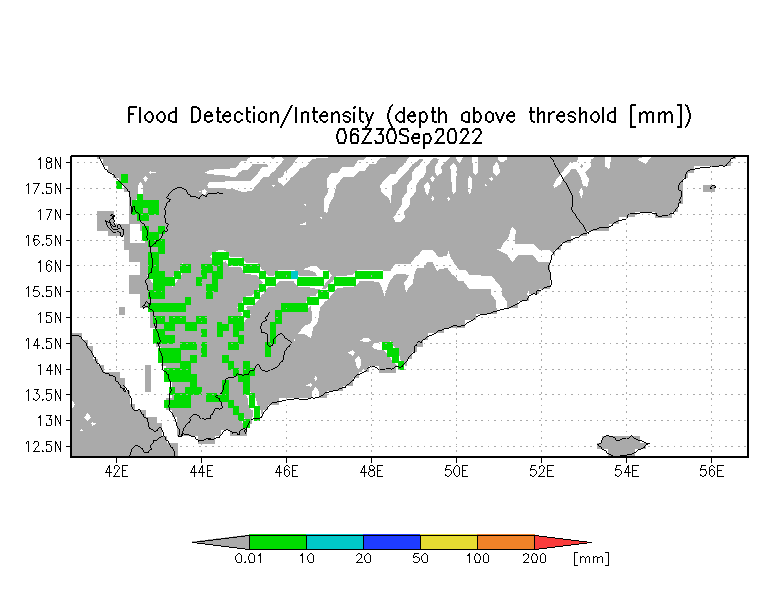 Flood Detection/Intensity (depth above threshold [mm])
06Z30Sep2022
18N
17.5N
17N
16.5N
16N
15.5N
15N
14.5N
14N
13.5N
13N
12.5N
42E 44E 46E 48E 50E 52E 54E 56E
0.01 10 20 50 100 200 [mm]